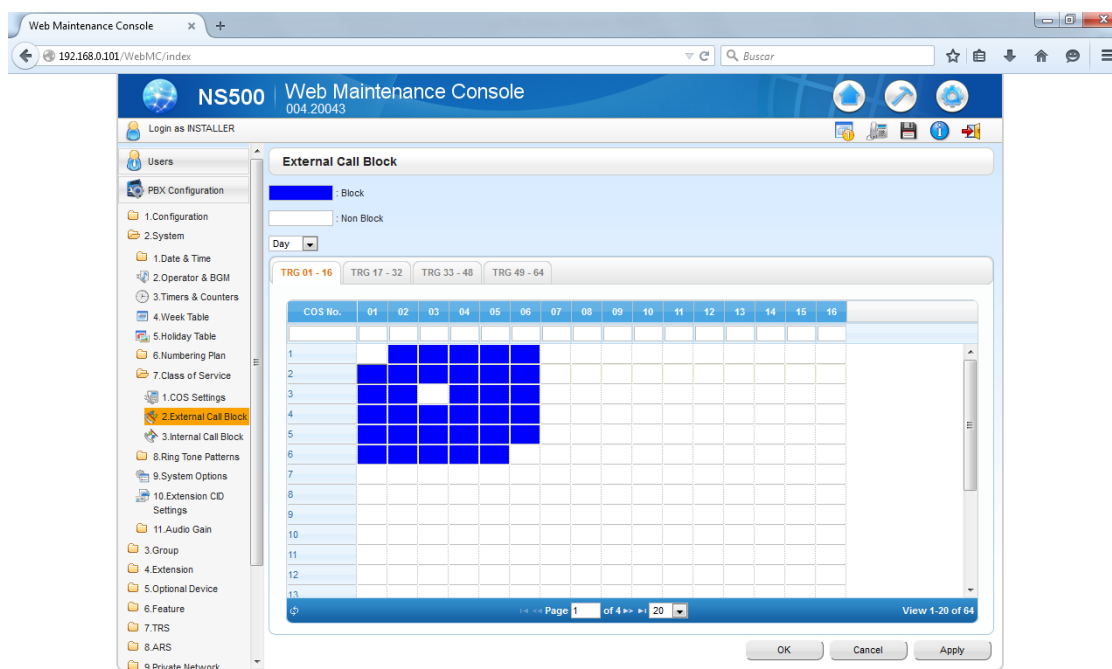 Web Maintenance Console
192.168.0.101/WebMC/index
Buscar
NS500 Web Maintenance Console
004.20043
Login as INSTALLER
Users
PBX Configuration
1.Configuration
2.System
1.Date & Time
2.Operator & BGM
3.Timers & Counters
4.Week Table
5.Holiday Table
6.Numbering Plan
7.Class of Service
1.COS Settings
2.External Call Block
3.Internal Call Block
8.Ring Tone Patterns
9.System Options
10.Extension CID
Settings
11.Audio Gain
3.Group
4.Extension
5.Optional Device
6.Feature
7.TRS
8.ARS
9.Private Network
External Call Block
: Block
: Non Block
Day
TRG 01 - 16 TRG 17 - 32 TRG 33 - 48 TRG 49 - 64
COS No. 01 02 03 04 05 06 07 08 09 10 11 12 13 14 15 16
1
2
3
4
5
6
7
8
9
10
11
12
13
Page 1 of 4 20 View 1-20 of 64
OK Cancel Apply